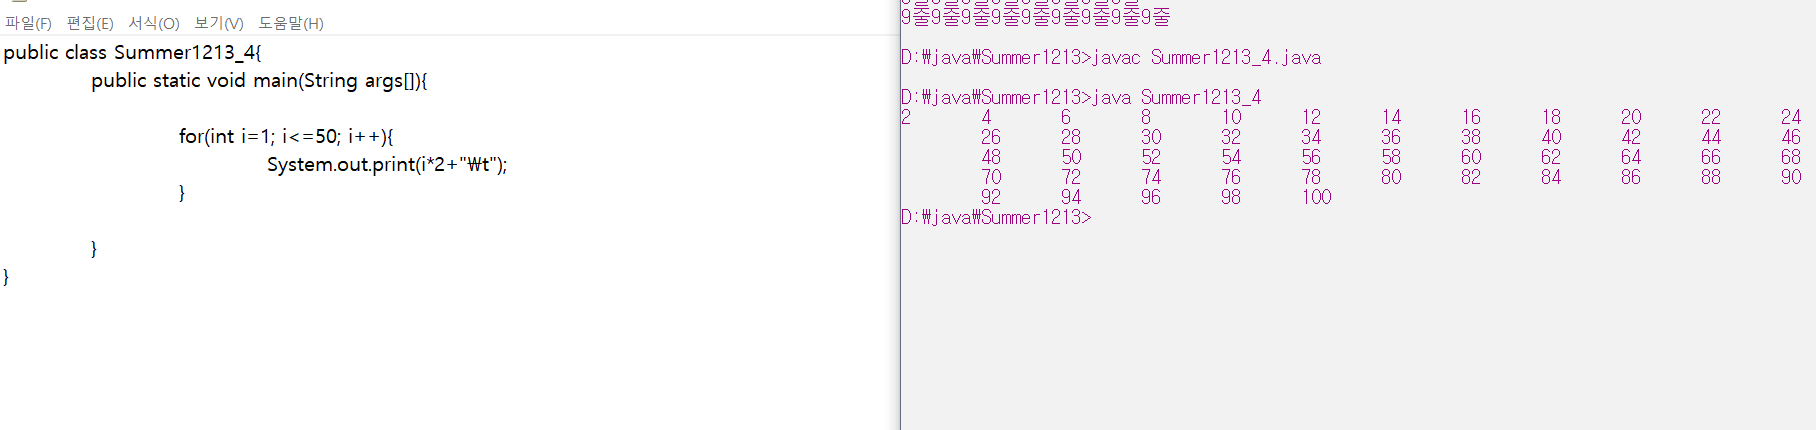 파일(F) 편집(E) 서식(O) 보기(V) 도움말(H)
public class Summer1213_4{
public static void main(String args[]){
for(int i=1; i<=50; i++){
System.out.print(i*2+"₩t");
}
}
}
9줄9줄9줄9줄9줄9줄9줄9줄9줄
D:₩java₩Summer1213>javac Summer1213_4.java
D:₩java₩Summer1213>java Summer1213_4
2 4 6 8 10 12 14 16 18 20 22 24
26 28 30 32 34 36 38 40 42 44 46
48 50 52 54 56 58 60 62 64 66 68
70 72 74 76 78 80 82 84 86 88 90
92 94 96 98 100
D:₩java₩Summer1213>